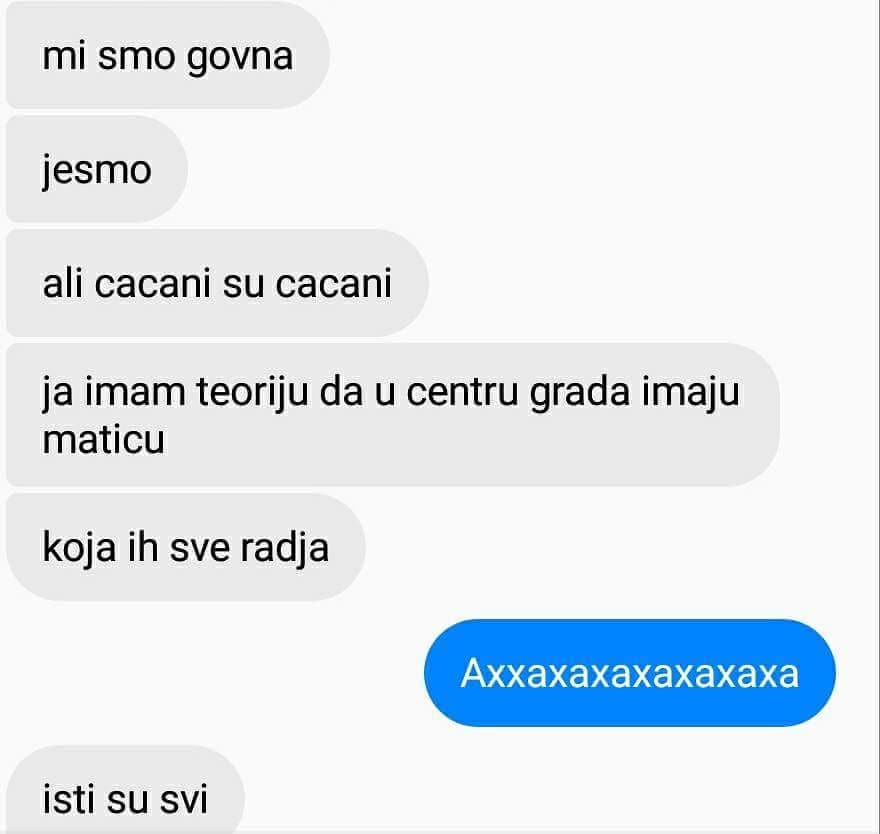 mi smo govna
jesmo
ali cacani su cacani
ja imam teoriju da u centru grada imaju
maticu
koja ih sve radja
Axxaxaxaxaxaxaxa
isti su svi